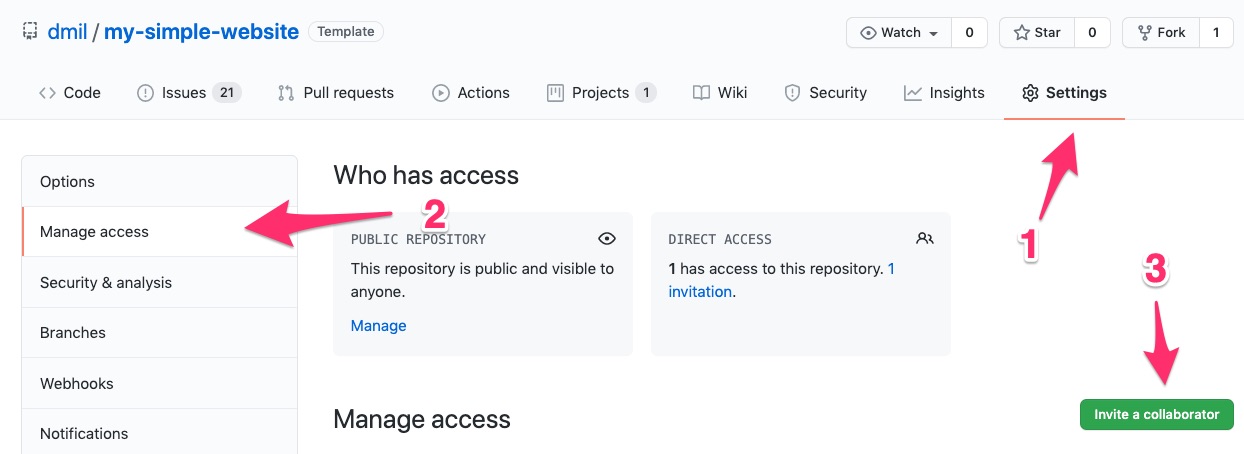 dmil / my-simple-website Template Watch 0 Star 0 Fork 1
Code Issues 21 Pull requests Actions Projects 1 Wiki Security Insights Settings
1
2
3
Options
Manage access
Security & analysis
Branches
Webhooks
Notifications
Who has access
PUBLIC REPOSITORY
This repository is public and visible to
anyone.
Manage
DIRECT ACCESS
1 has access to this repository. 1
invitation.
Manage access
Invite a collaborator